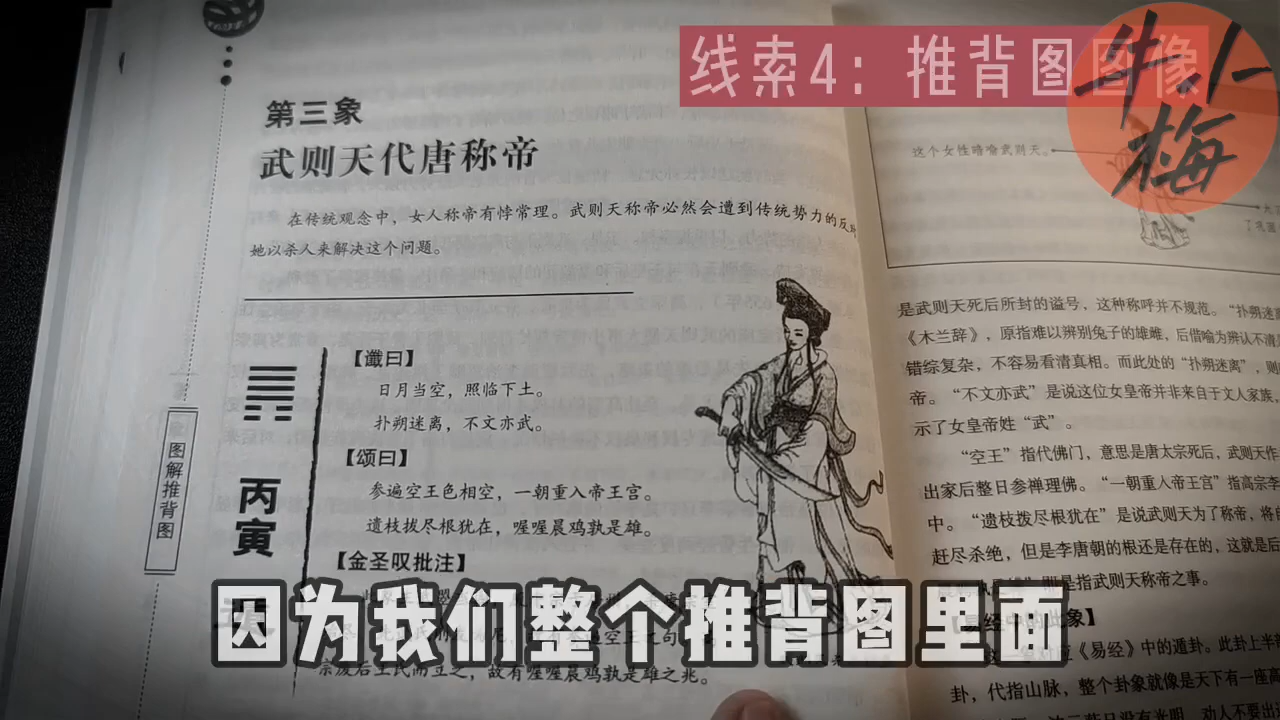 线索4：推背图图像
牛小梅
第三象
武则天代唐称帝
在传统观念中，女人称帝有悖常理。武则天称帝必然会遭到传统势力的反
她以杀人来解决这个问题。
【谶曰】
日月当空，照临下土。
扑朔迷离，不文亦武。
【颂曰】
参遍空王色相空，一朝重入帝王宫。
遗枝拨尽根犹在，喔喔晨鸡孰是雄。
【金圣叹批注】
宗废后立氏而立之，故有喔喔晨鸡孰是雄之兆。
丙寅
图解推背图
这个女性暗喻武则天。
是武则天死后所封的谥号，这种称呼并不规范。“扑朔迷离
《木兰辞》，原指难以辨别兔子的雄雌，后借喻为辨认不清
错综复杂，不容易看清真相。而此处的“扑朔迷离”，则
帝。“不文亦武”是说这位女皇帝并非来自于文人家族，
示了女皇帝姓“武”。
“空王”指代佛门，意思是唐太宗死后，武则天作
出家后整日参禅理佛。“一朝重入帝王宫”指高宗李
中。“遗枝拨尽根犹在”是说武则天为了称帝，将自
赶尽杀绝，但是李唐朝的根还是存在的，这就是后
是指武则天称帝之事。
《易经》中的遁卦。此卦上半
卦，代指山脉，整个卦象就像是天下有一座高
因为我们整个推背图里面